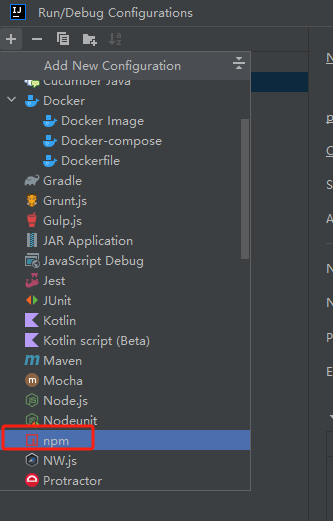 Run/Debug Configurations
Add New Configuration
Cucumber Java
Docker
Docker Image
Docker-compose
Dockerfile
Gradle
Grunt.js
Gulp.js
JAR Application
JavaScript Debug
Jest
JUnit
Kotlin
Kotlin script (Beta)
Maven
Mocha
Node.js
Nodeunit
npm
NW.js
Protractor